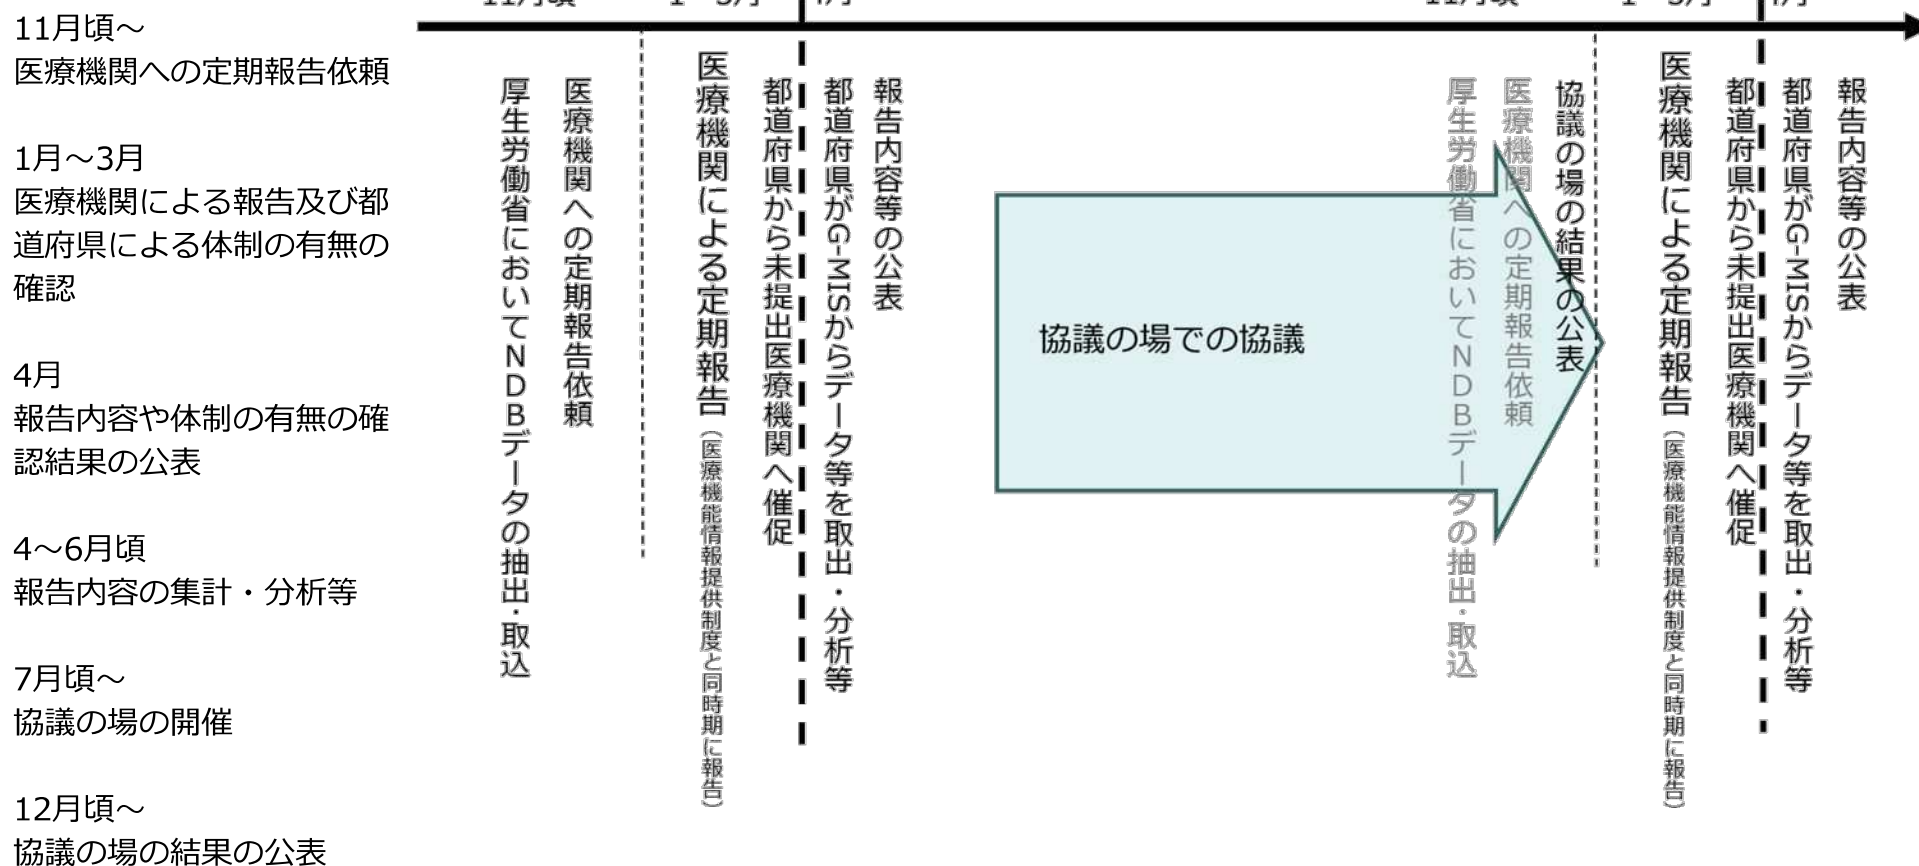 11月頃～
医療機関への定期報告依頼
1月～3月
医療機関による報告及び都
道府県による体制の有無の
確認
4月
報告内容や体制の有無の確
認結果の公表
4～6月頃
報告内容の集計・分析等
7月頃～
協議の場の開催
12月頃～
協議の場の結果の公表
厚生労働省においてNDBデータの抽出・取込
医療機関への定期報告依頼
医療機関による定期報告（医療機能情報提供制度と同時期に報告）
都道府県から未提出医療機関へ催促
都道府県がG-MISからデータ等を取出・分析等
報告内容等の公表
協議の場での協議
厚生労働省においてNDBデータの抽出・取込
医療機関への定期報告依頼
協議の場の結果の公表
医療機関による定期報告（医療機能情報提供制度と同時期に報告）
都道府県から未提出医療機関へ催促
都道府県がG-MISからデータ等を取出・分析等
報告内容等の公表